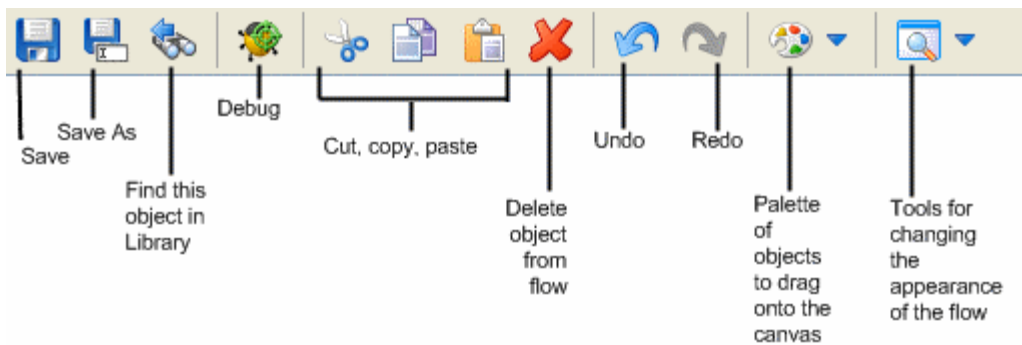 Save
Save As
Find this
object in
Library
Debug
Cut, copy, paste
Delete
object
from
flow
Undo
Redo
Palette
of
objects
to drag
onto the
canvas
Tools for
changing
the
appearance
of the flow